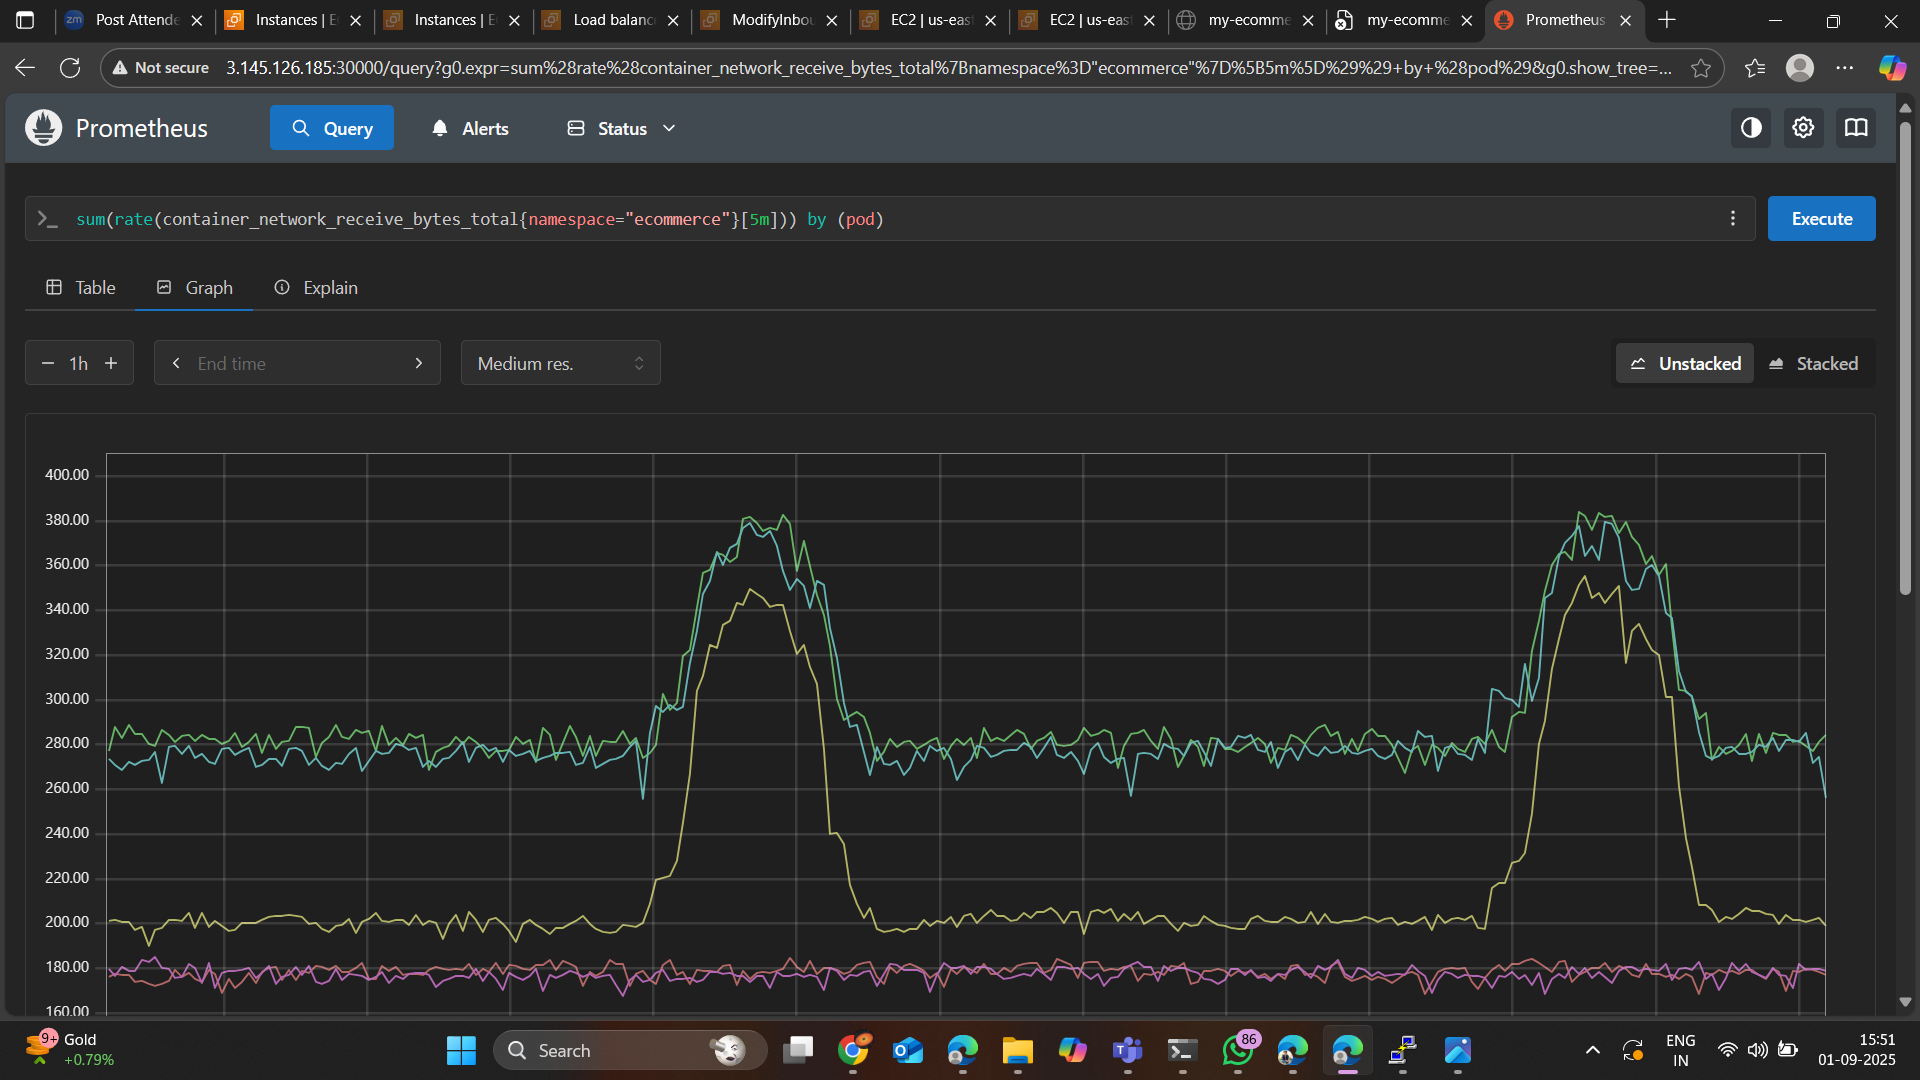 zm Post Attende
Instances | E
Instances | E
Load balanc
ModifyInbou
EC2 | us-eas
EC2 | us-eas
my-ecomme
my-ecomme
Prometheus
Not secure 3.145.126.185:30000/query?g0.expr=sum%28rate%28container_network_receive_bytes_total%7Bnamespace%3D"ecommerce"%7D%5B5m%5D%29%29+by+%28pod%29&g0.show_tree=...
Prometheus
Query
Alerts
Status
>_ sum(rate(container_network_receive_bytes_total{namespace="ecommerce"}[5m])) by (pod)
Execute
Table
Graph
Explain
1h
End time
Medium res.
Unstacked
Stacked
400.00
380.00
360.00
340.00
320.00
300.00
280.00
260.00
240.00
220.00
200.00
180.00
160.00
9+
Gold
+0.79%
Search
86
ENG
IN
15:51
01-09-2025